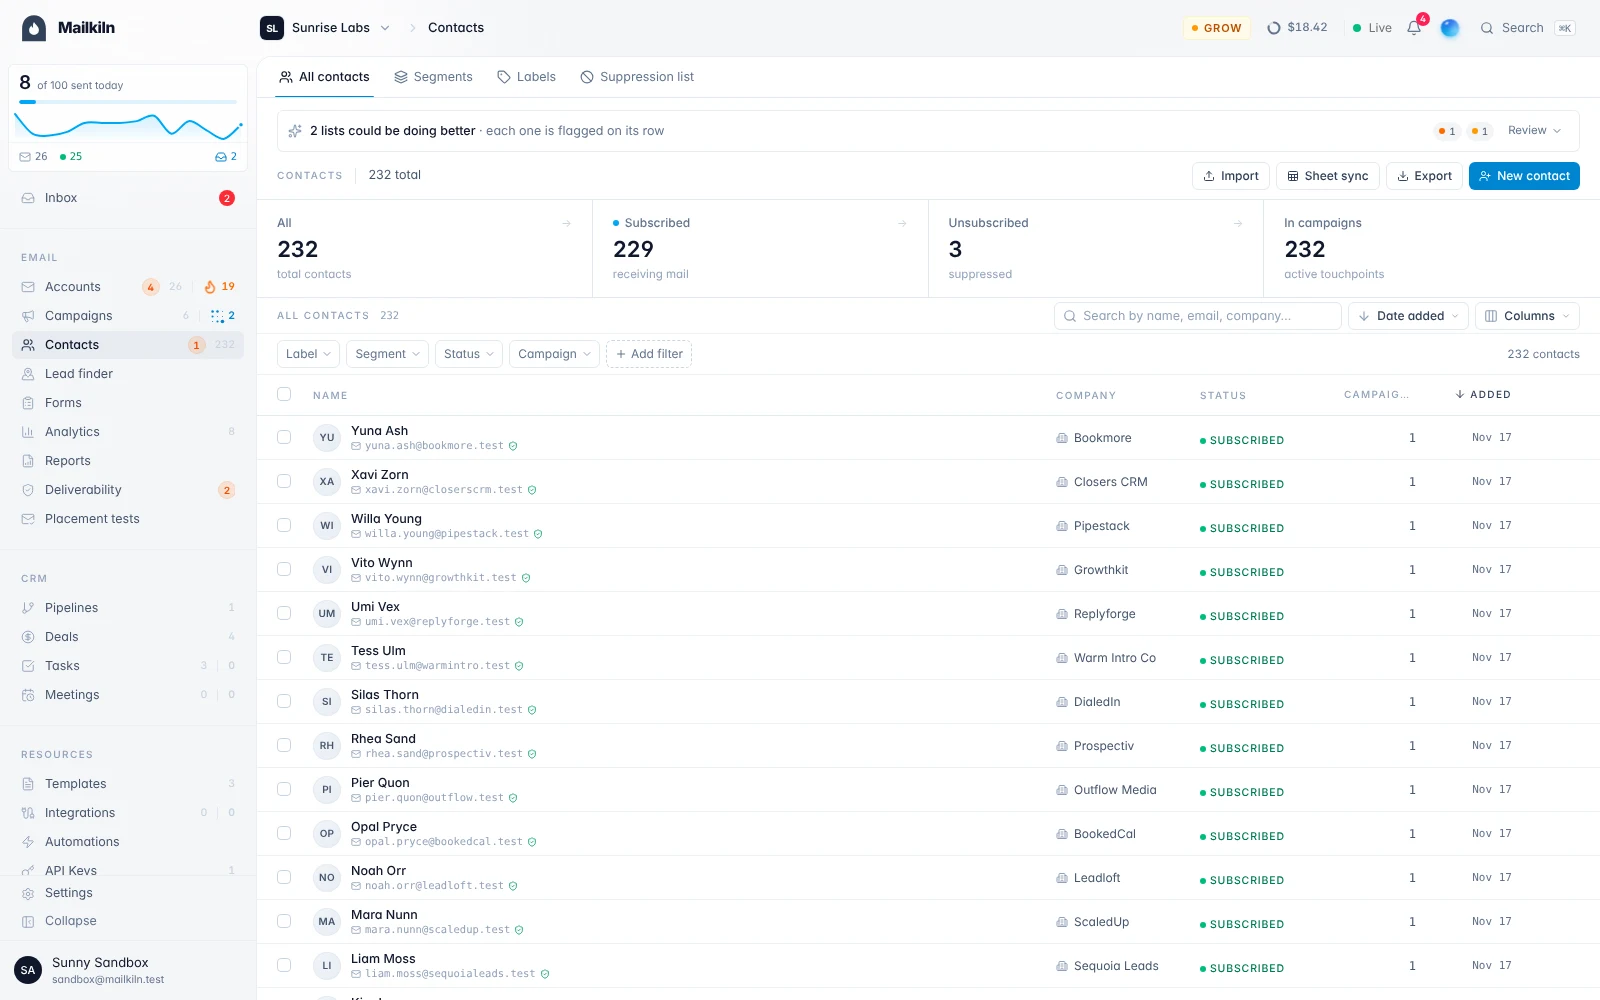 Mailkiln
SL Sunrise Labs Contacts
GROW $18.42 Live 4 Search ⌘K
8 of 100 sent today
26 25 2
Inbox 2
EMAIL
Accounts 4 26 19
Campaigns 6 2
Contacts 1 232
Lead finder
Forms
Analytics 8
Reports
Deliverability 2
Placement tests
CRM
Pipelines 1
Deals 4
Tasks 3 0
Meetings 0 0
RESOURCES
Templates 3
Integrations 0 0
Automations
API Keys 1
Settings
Collapse
SA Sunny Sandbox
sandbox@mailkiln.test
All contacts Segments Labels Suppression list
2 lists could be doing better · each one is flagged on its row 1 1 Review
CONTACTS 232 total Import Sheet sync Export New contact
All Subscribed Unsubscribed In campaigns
232 229 3 232
total contacts receiving mail suppressed active touchpoints
ALL CONTACTS 232 Search by name, email, company... Date added Columns
Label Segment Status Campaign + Add filter 232 contacts
NAME COMPANY STATUS CAMPAIG... ADDED
YU Yuna Ash Bookmore SUBSCRIBED 1 Nov 17
yuna.ash@bookmore.test
XA Xavi Zorn Closers CRM SUBSCRIBED 1 Nov 17
xavi.zorn@closerscrm.test
WI Willa Young Pipestack SUBSCRIBED 1 Nov 17
willa.young@pipestack.test
VI Vito Wynn Growthkit SUBSCRIBED 1 Nov 17
vito.wynn@growthkit.test
UM Umi Vex Replyforge SUBSCRIBED 1 Nov 17
umi.vex@replyforge.test
TE Tess Ulm Warm Intro Co SUBSCRIBED 1 Nov 17
tess.ulm@warmintro.test
SI Silas Thorn DialedIn SUBSCRIBED 1 Nov 17
silas.thorn@dialedin.test
RH Rhea Sand Prospectiv SUBSCRIBED 1 Nov 17
rhea.sand@prospectiv.test
PI Pier Quon Outflow Media SUBSCRIBED 1 Nov 17
pier.quon@outflow.test
OP Opal Pryce BookedCal SUBSCRIBED 1 Nov 17
opal.pryce@bookedcal.test
NO Noah Orr Leadloft SUBSCRIBED 1 Nov 17
noah.orr@leadloft.test
MA Mara Nunn ScaledUp SUBSCRIBED 1 Nov 17
mara.nunn@scaledup.test
LI Liam Moss Sequoia Leads SUBSCRIBED 1 Nov 17
liam.moss@sequoialeads.test